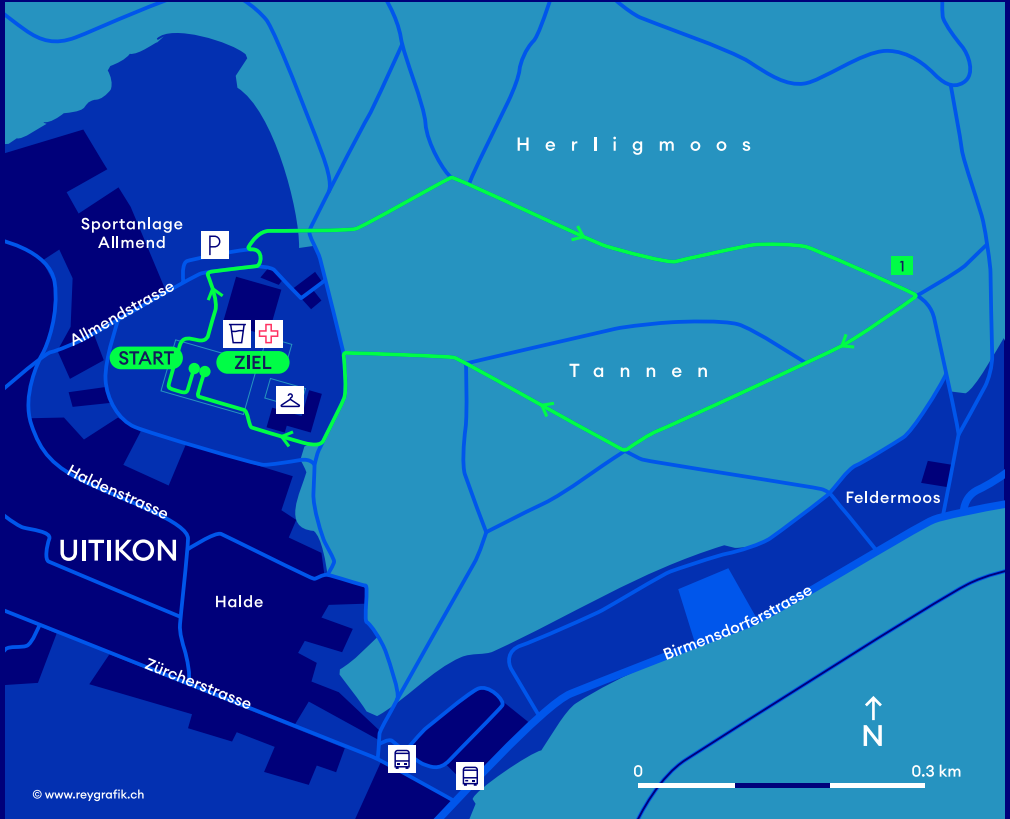 Herligmoos
Sportanlage
Allmend
P
1
Allmendstrasse
START
ZIEL
Tannen
Haldenstrasse
Feldermoos
UITIKON
Halde
Birmensdorferstrasse
Zürcherstrasse
N
0
0.3 km
© www.reygrafik.ch